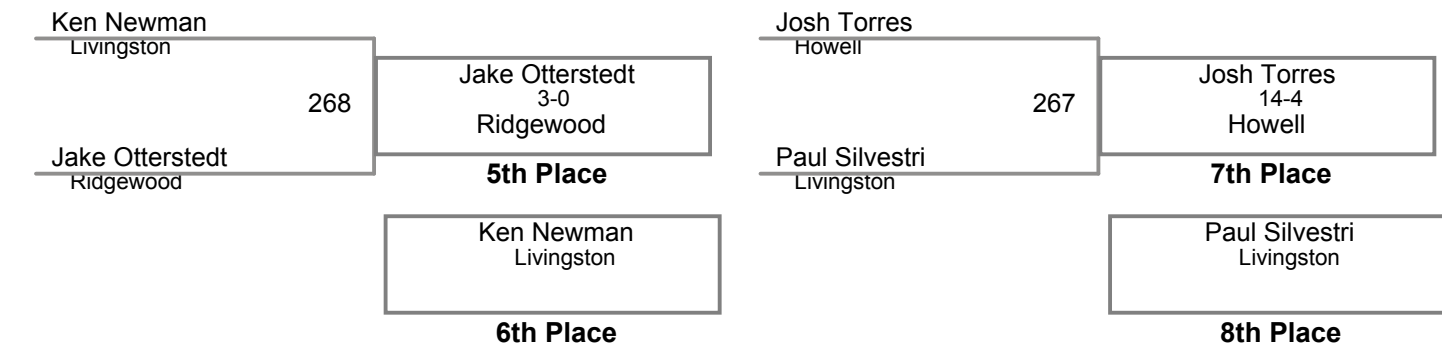 Ken Newman
Livingston
268
Jake Otterstedt
Ridgewood
Jake Otterstedt
3-0
Ridgewood
5th Place
Ken Newman
Livingston
6th Place
Josh Torres
Howell
267
Paul Silvestri
Livingston
Josh Torres
14-4
Howell
7th Place
Paul Silvestri
Livingston
8th Place